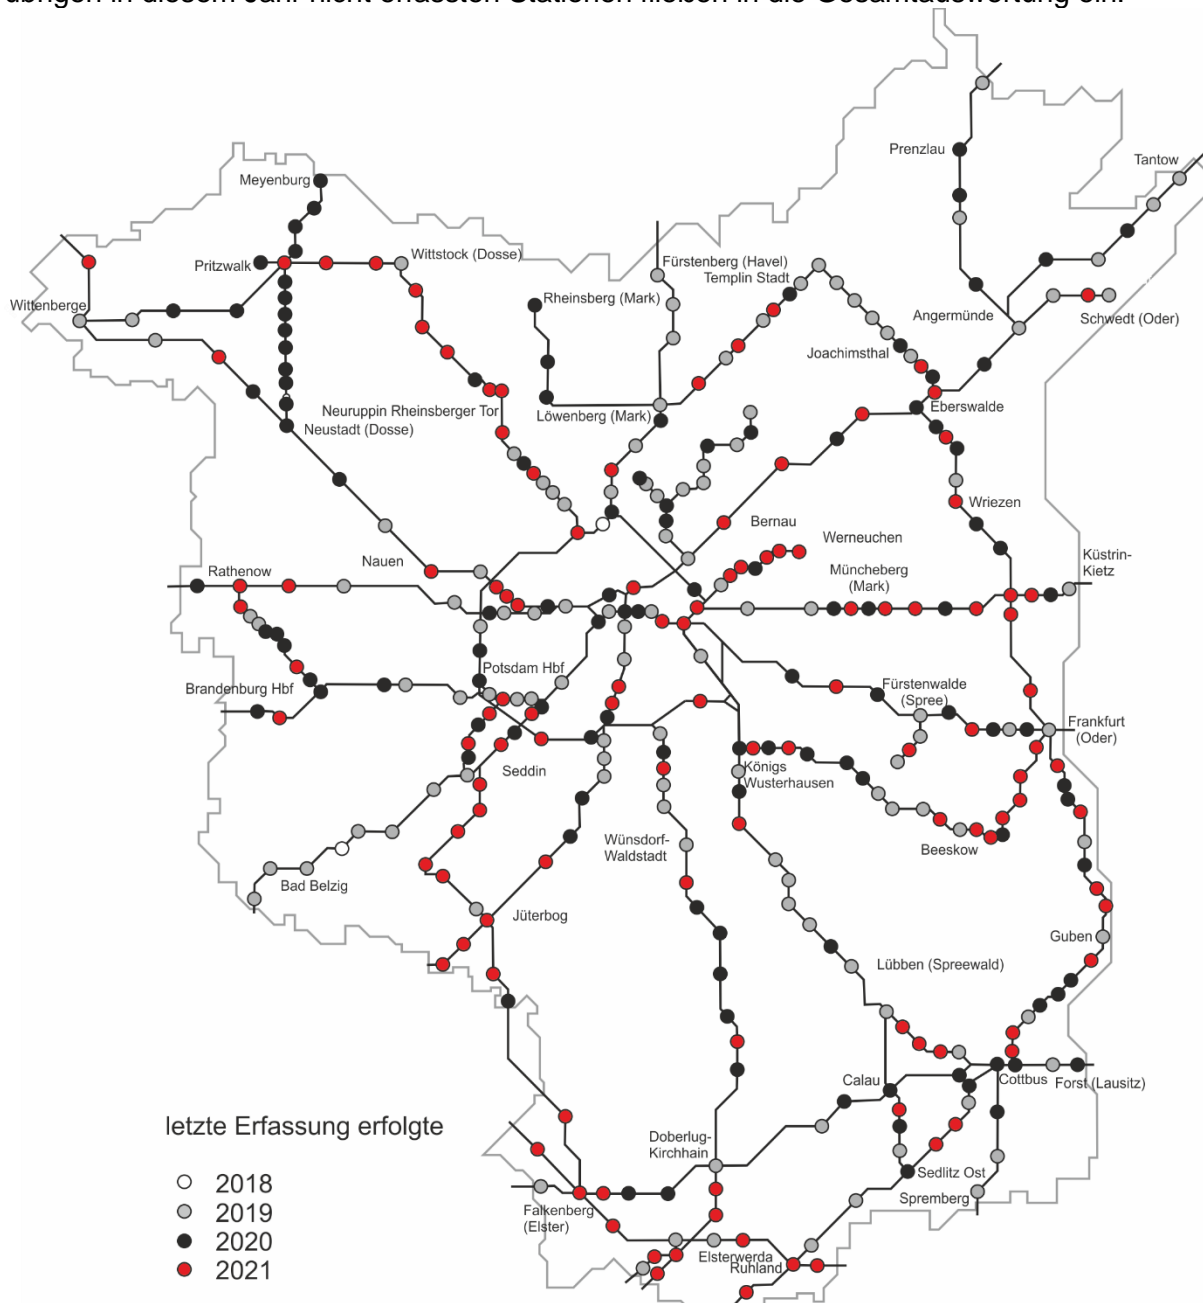 übrigen in diesem Jahr nicht erfassten Stationen fließen in die Gesamtauswertung ein.
Prenzlau
Tantow
Meyenburg
Wittstock (Dosse)
Pritzwalk
Fürstenberg (Havel)
Templin Stadt
Rheinsberg (Mark)
Wittenberge
Angermünde
Schwedt (Oder)
Joachimsthal
Neuruppin Rheinsberger Tor
Löwenberg (Mark)
Eberswalde
Neustadt (Dosse)
Wriezen
Bernau
Werneuchen
Nauen
Küstrin-
Kietz
Rathenow
Müncheberg
(Mark)
Potsdam Hbf
Brandenburg Hbf
Fürstenwalde
(Spree)
Frankfurt
(Oder)
Seddin
Königs
Wusterhausen
Wünsdorf-
Waldstadt
Beeskow
Bad Belzig
Jüterbog
Guben
Lübben (Spreewald)
Calau
Cottbus
Forst (Lausitz)
letzte Erfassung erfolgte
Doberlug-
Kirchhain
Sedlitz Ost
2018
Spremberg
2019
Falkenberg
(Elster)
2020
Elsterwerda
Ruhland
2021